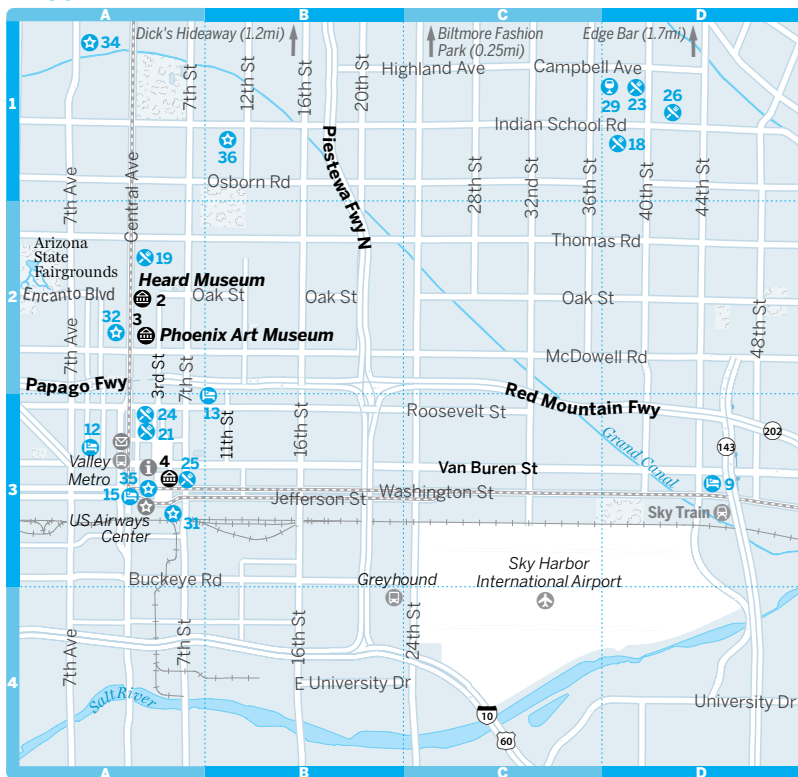 A
B
C
D
Dick's Hideaway (1.2mi)
Biltmore Fashion
Park (0.25mi)
Edge Bar (1.7mi)
34
7th St
12th St
16th St
20th St
Highland Ave
Campbell Ave
1
29
23
26
Indian School Rd
18
36
Osborn Rd
7th Ave
Central Ave
Piestewa Fwy N
28th St
32nd St
36th St
40th St
44th St
Thomas Rd
Arizona
State
Fairgrounds
19
Heard Museum
2
Encanto Blvd
2
Oak St
Oak St
Oak St
3
32
Phoenix Art Museum
7th Ave
48th St
McDowell Rd
3rd St
7th St
Papago Fwy
Red Mountain Fwy
13
24
Roosevelt St
12
21
11th St
16th St
202
143
Grand Canal
Valley
Metro
4
25
Van Buren St
35
9
3
15
Jefferson St
Washington St
US Airways
Center
31
Sky Train
Buckeye Rd
Greyhound
Sky Harbor
International Airport
7th Ave
7th St
16th St
24th St
4
E University Dr
Salt River
University Dr
10
60
A
B
C
D